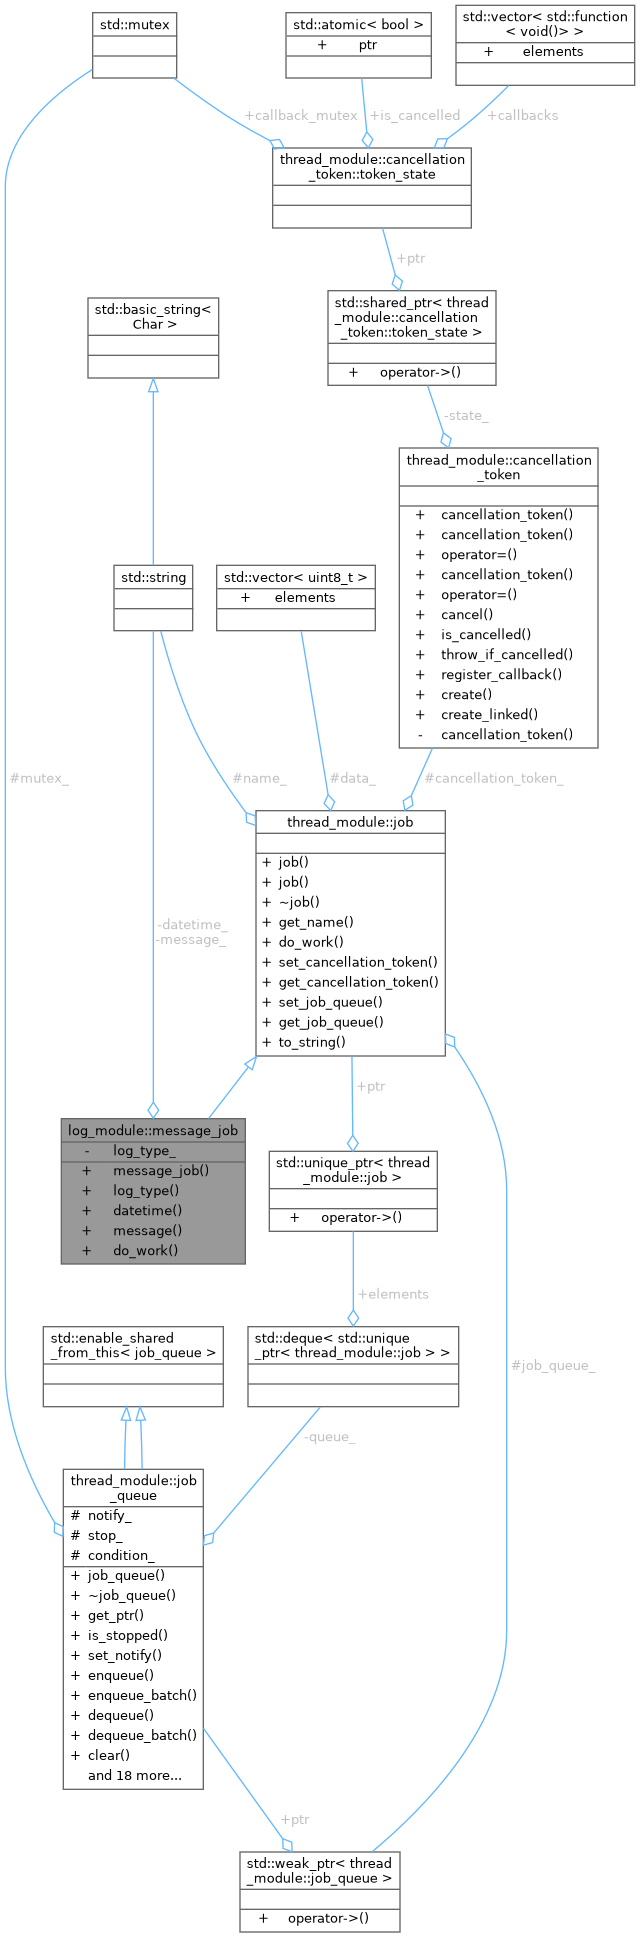 std::mutex
std::atomic< bool >
+ ptr
std::vector< std::function
< void()> >
+ elements
+callback_mutex
+is_cancelled
+callbacks
thread_module::cancellation
_token::token_state
+ptr
std::basic_string<
Char >
std::shared_ptr< thread
_module::cancellation
_token::token_state >
+ operator->()
-state_
thread_module::cancellation
_token
+ cancellation_token()
+ cancellation_token()
+ operator=()
+ cancellation_token()
+ operator=()
+ cancel()
+ is_cancelled()
+ throw_if_cancelled()
+ register_callback()
+ create()
+ create_linked()
- cancellation_token()
std::string
std::vector< uint8_t >
+ elements
#mutex_
#name_
#data_
#cancellation_token_
thread_module::job
+ job()
+ job()
+ ~job()
+ get_name()
+ do_work()
+ set_cancellation_token()
+ get_cancellation_token()
+ set_job_queue()
+ get_job_queue()
+ to_string()
-datetime_
-message_
+ptr
log_module::message_job
- log_type_
+ message_job()
+ log_type()
+ datetime()
+ message()
+ do_work()
std::unique_ptr< thread
_module::job >
+ operator->()
+elements
#job_queue_
std::enable_shared
_from_this< job_queue >
std::deque< std::unique
_ptr< thread_module::job > >
-queue_
thread_module::job
_queue
# notify_
# stop_
# condition_
+ job_queue()
+ ~job_queue()
+ get_ptr()
+ is_stopped()
+ set_notify()
+ enqueue()
+ enqueue_batch()
+ dequeue()
+ dequeue_batch()
+ clear()
and 18 more...
+ptr
std::weak_ptr< thread
_module::job_queue >
+ operator->()